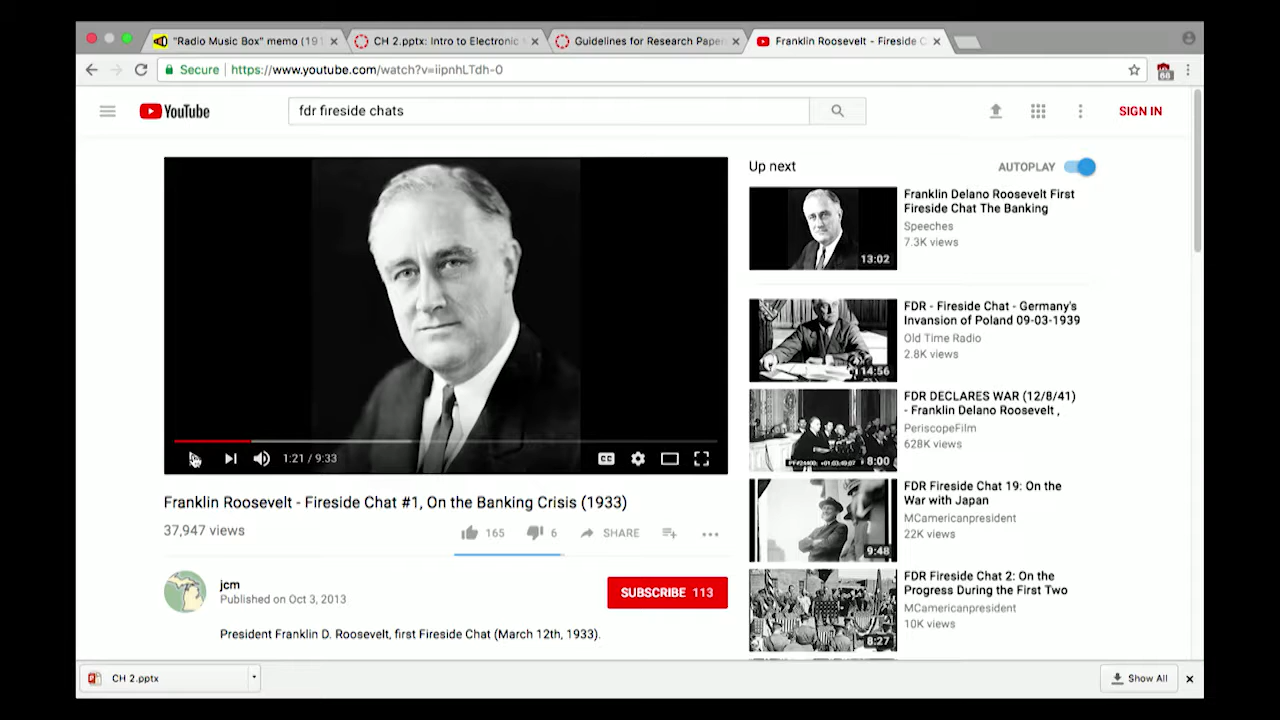 "Radio Music Box" memo (191
CH 2.pptx: Intro to Electronic
Guidelines for Research Paper
Franklin Roosevelt - Fireside C
Secure
https://www.youtube.com/watch?v=iipnhLTdh-0
68
YouTube
fdr fireside chats
SIGN IN
1:21 / 9:33
CC
Franklin Roosevelt - Fireside Chat #1, On the Banking Crisis (1933)
37,947 views
165
6
SHARE
jcm
Published on Oct 3, 2013
SUBSCRIBE 113
President Franklin D. Roosevelt, first Fireside Chat (March 12th, 1933).
Up next
AUTOPLAY
Franklin Delano Roosevelt First
Fireside Chat The Banking
Speeches
7.3K views
13:02
FDR - Fireside Chat - Germany's
Invansion of Poland 09-03-1939
Old Time Radio
2.8K views
14:56
FDR DECLARES WAR (12/8/41)
- Franklin Delano Roosevelt ,
PeriscopeFilm
628K views
8:00
FDR Fireside Chat 19: On the
War with Japan
MCamericanpresident
22K views
9:48
FDR Fireside Chat 2: On the
Progress During the First Two
MCamericanpresident
10K views
8:27
CH 2.pptx
Show All